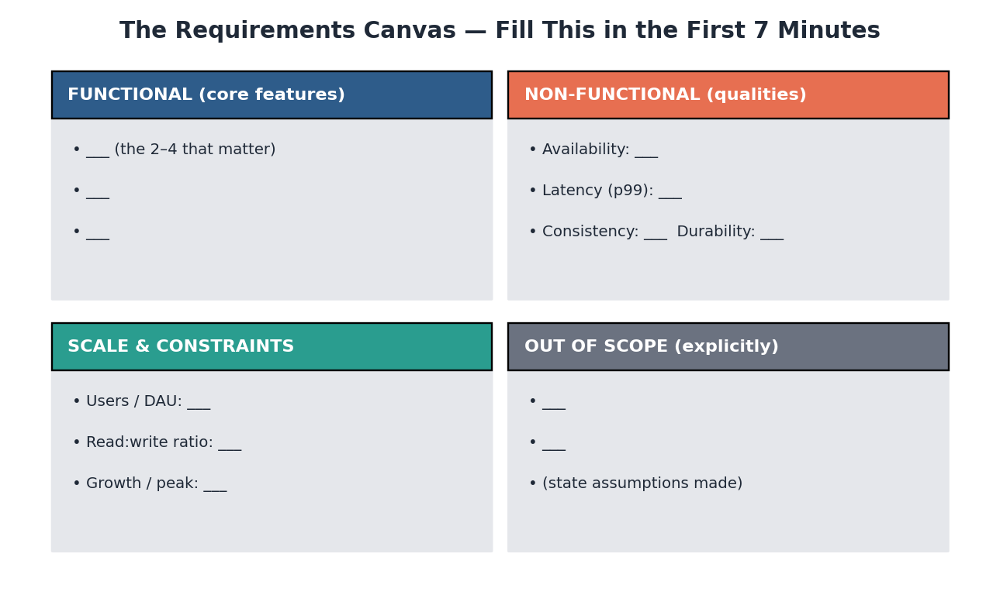 The Requirements Canvas — Fill This in the First 7 Minutes
FUNCTIONAL (core features)
• ___ (the 2–4 that matter)
• ___
• ___
NON-FUNCTIONAL (qualities)
• Availability: ___
• Latency (p99): ___
• Consistency: ___  Durability: ___
SCALE & CONSTRAINTS
• Users / DAU: ___
• Read:write ratio: ___
• Growth / peak: ___
OUT OF SCOPE (explicitly)
• ___
• ___
• (state assumptions made)